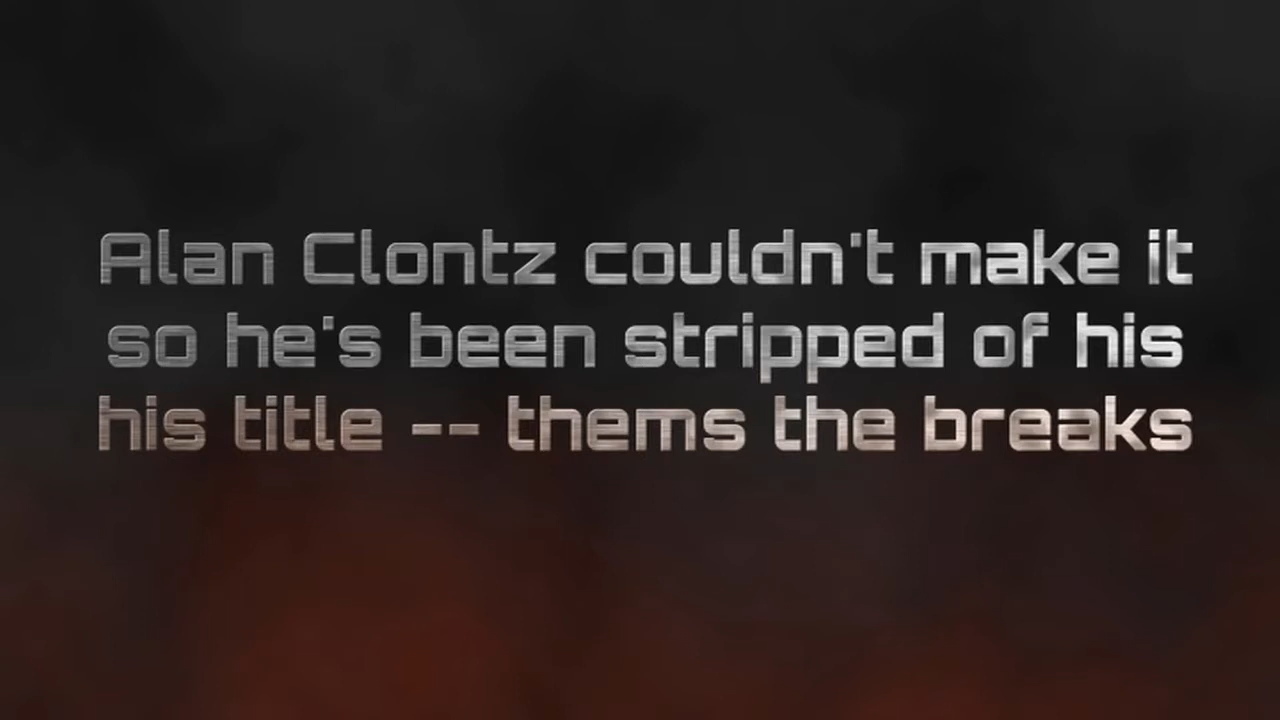 Alan Clontz couldn't make it
so he's been stripped of his
his title -- thems the breaks